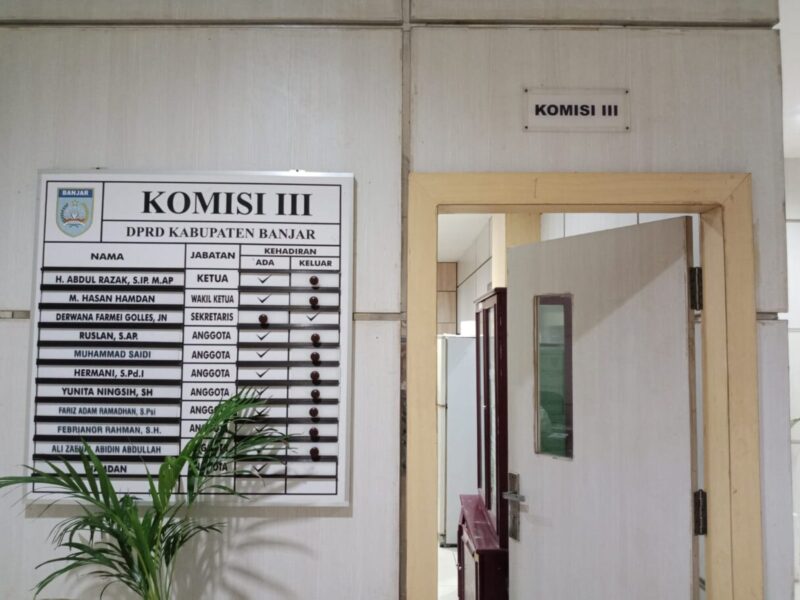 KOMISI III
BANJAR
KOMISI III
DPRD KABUPATEN BANJAR
NAMA JABATAN KEHADIRAN
ADA KELUAR
H. ABDUL RAZAK, S.IP. M.AP KETUA
M. HASAN HAMDAN WAKIL KETUA
DERWANA FARMEI GOLLES, JN SEKRETARIS
RUSLAN, S.AP. ANGGOTA
MUHAMMAD SAIDI ANGGOTA
HERMANI, S.Pd.I ANGGOTA
YUNITA NINGSIH, SH ANGGOTA
FARIZ ADAM RAMADHAN, S.Psi ANGGOTA
FEBRIANOR RAHMAN, S.H.
ALI ABIDIN ABDULLAH